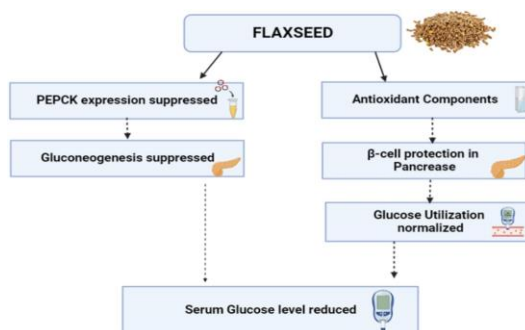 FLAXSEED
PEPCK expression suppressed
Gluconeogenesis suppressed
Antioxidant Components
β-cell protection in
Pancrease
Glucose Utilization
normalized
Serum Glucose level reduced